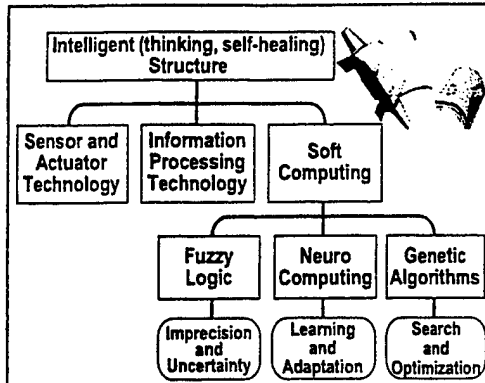 Intelligent (thinking, self-healing)
Structure
Sensor and
Actuator
Technology
Information
Processing
Technology
Soft
Computing
Fuzzy
Logic
Neuro
Computing
Genetic
Algorithms
Imprecision
and
Uncertainty
Learning
and
Adaptation
Search
and
Optimization